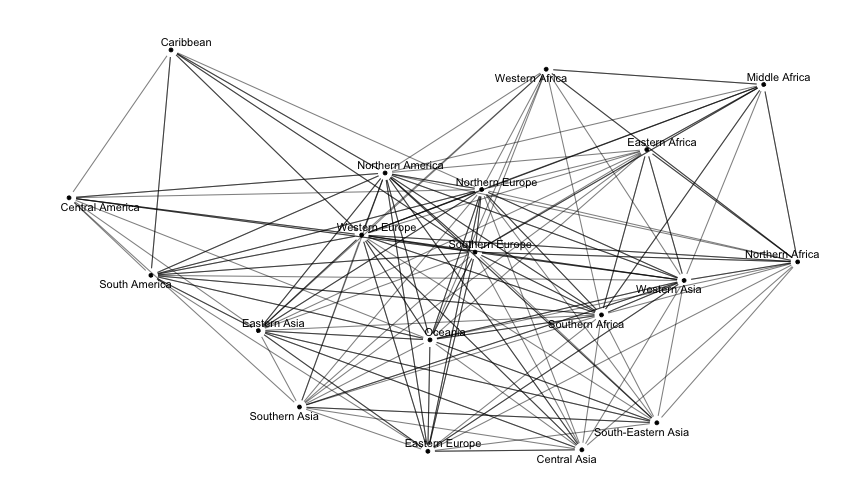 Caribbean
Western Africa
Middle Africa
Eastern Africa
Northern America
Northern Europe
Central America
Western Europe
Southern Europe
Northern Africa
South America
Western Asia
Eastern Asia
Southern Africa
Oceania
Southern Asia
South-Eastern Asia
Eastern Europe
Central Asia